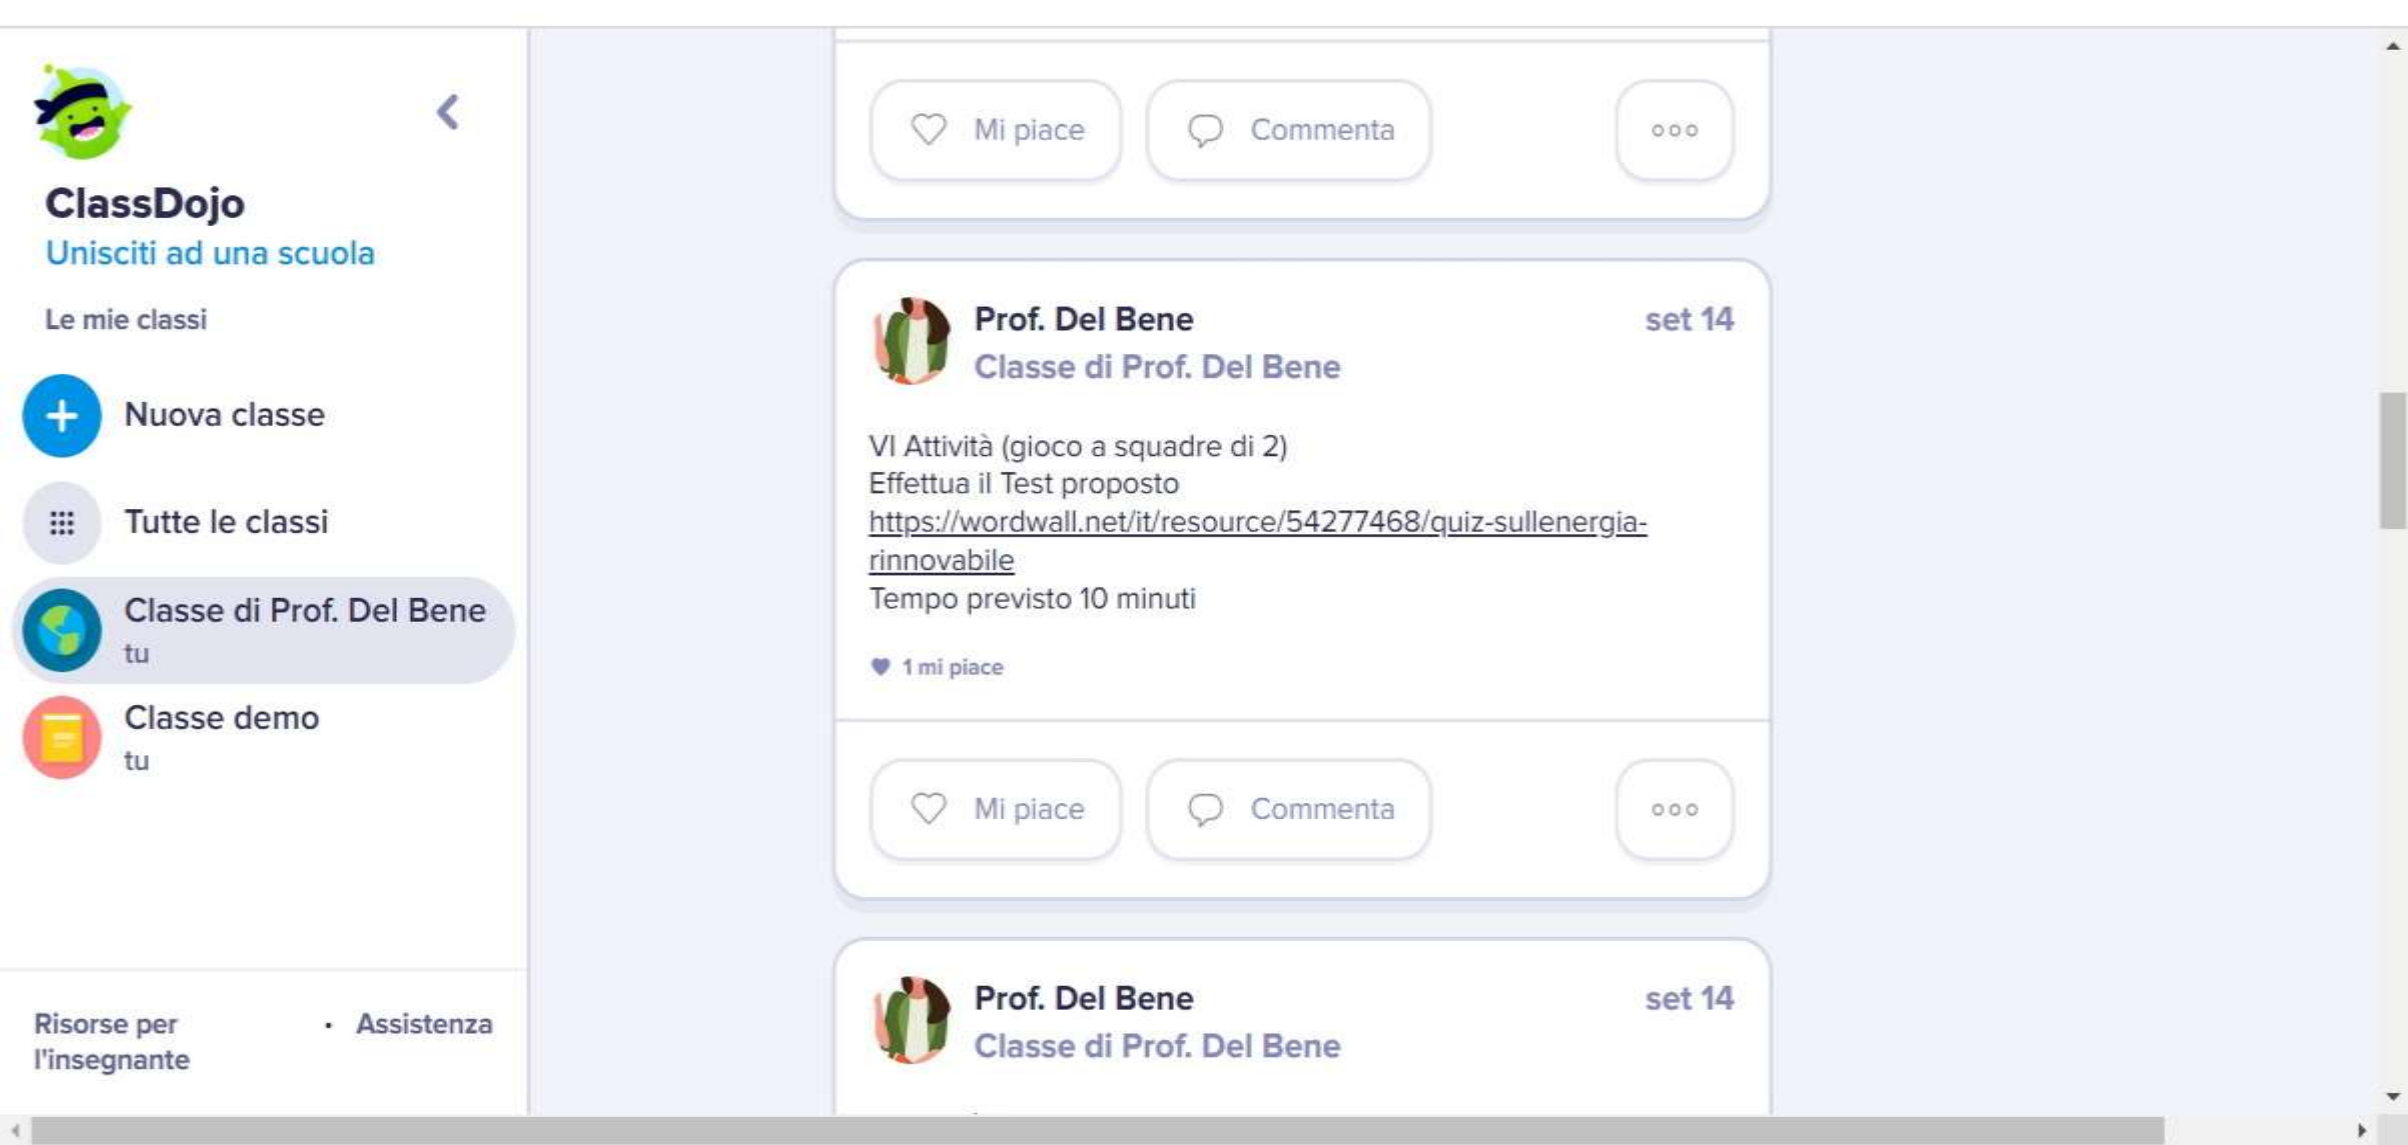 ClassDojo
Unisciti ad una scuola
Le mie classi
Nuova classe
Tutte le classi
Classe di Prof. Del Bene
tu
Classe demo
tu
Risorse per
l'insegnante
· Assistenza
Mi piace
Commenta
Prof. Del Bene
set 14
Classe di Prof. Del Bene
VI Attività (gioco a squadre di 2)
Effettua il Test proposto
https://wordwall.net/it/resource/54277468/quiz-sullenergia-
rinnovabile
Tempo previsto 10 minuti
1 mi piace
Mi piace
Commenta
Prof. Del Bene
set 14
Classe di Prof. Del Bene